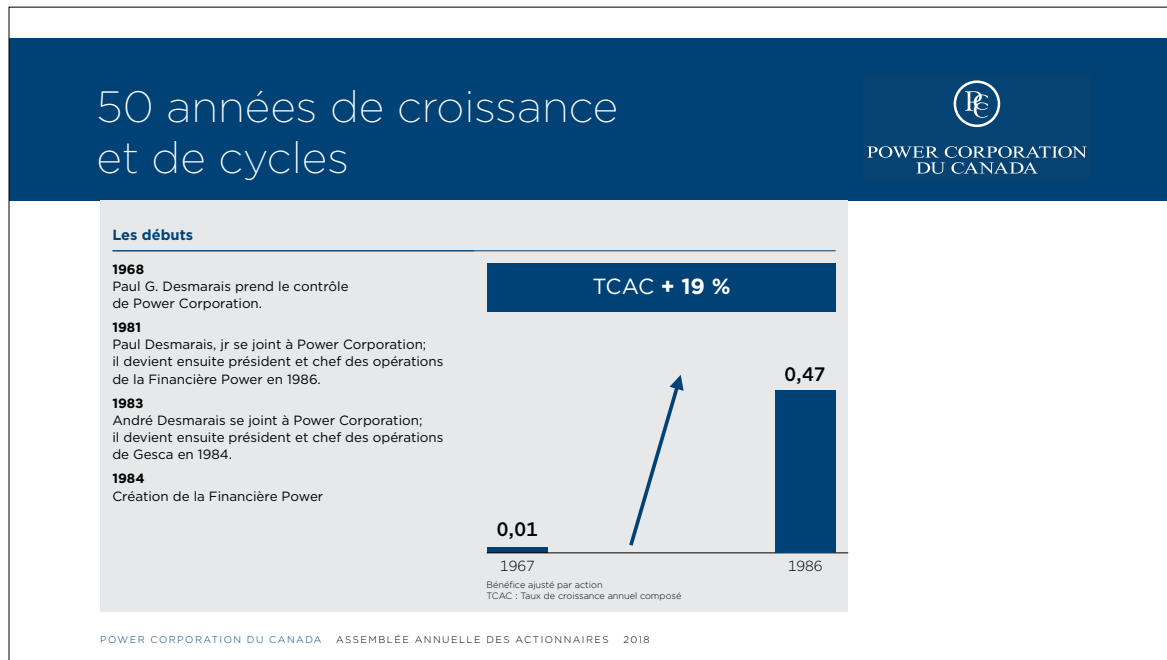 50 années de croissance
et de cycles
PCC
POWER CORPORATION
DU CANADA
Les débuts
1968
Paul G. Desmarais prend le contrôle
de Power Corporation.
1981
Paul Desmarais, jr se joint à Power Corporation;
il devient ensuite président et chef des opérations
de la Financière Power en 1986.
1983
André Desmarais se joint à Power Corporation;
il devient ensuite président et chef des opérations
de Gesca en 1984.
1984
Création de la Financière Power
TCAC + 19 %
0,47
0,01
1967
1986
Bénéfice ajusté par action
TCAC : Taux de croissance annuel composé
POWER CORPORATION DU CANADA ASSEMBLÉE ANNUELLE DES ACTIONNAIRES 2018